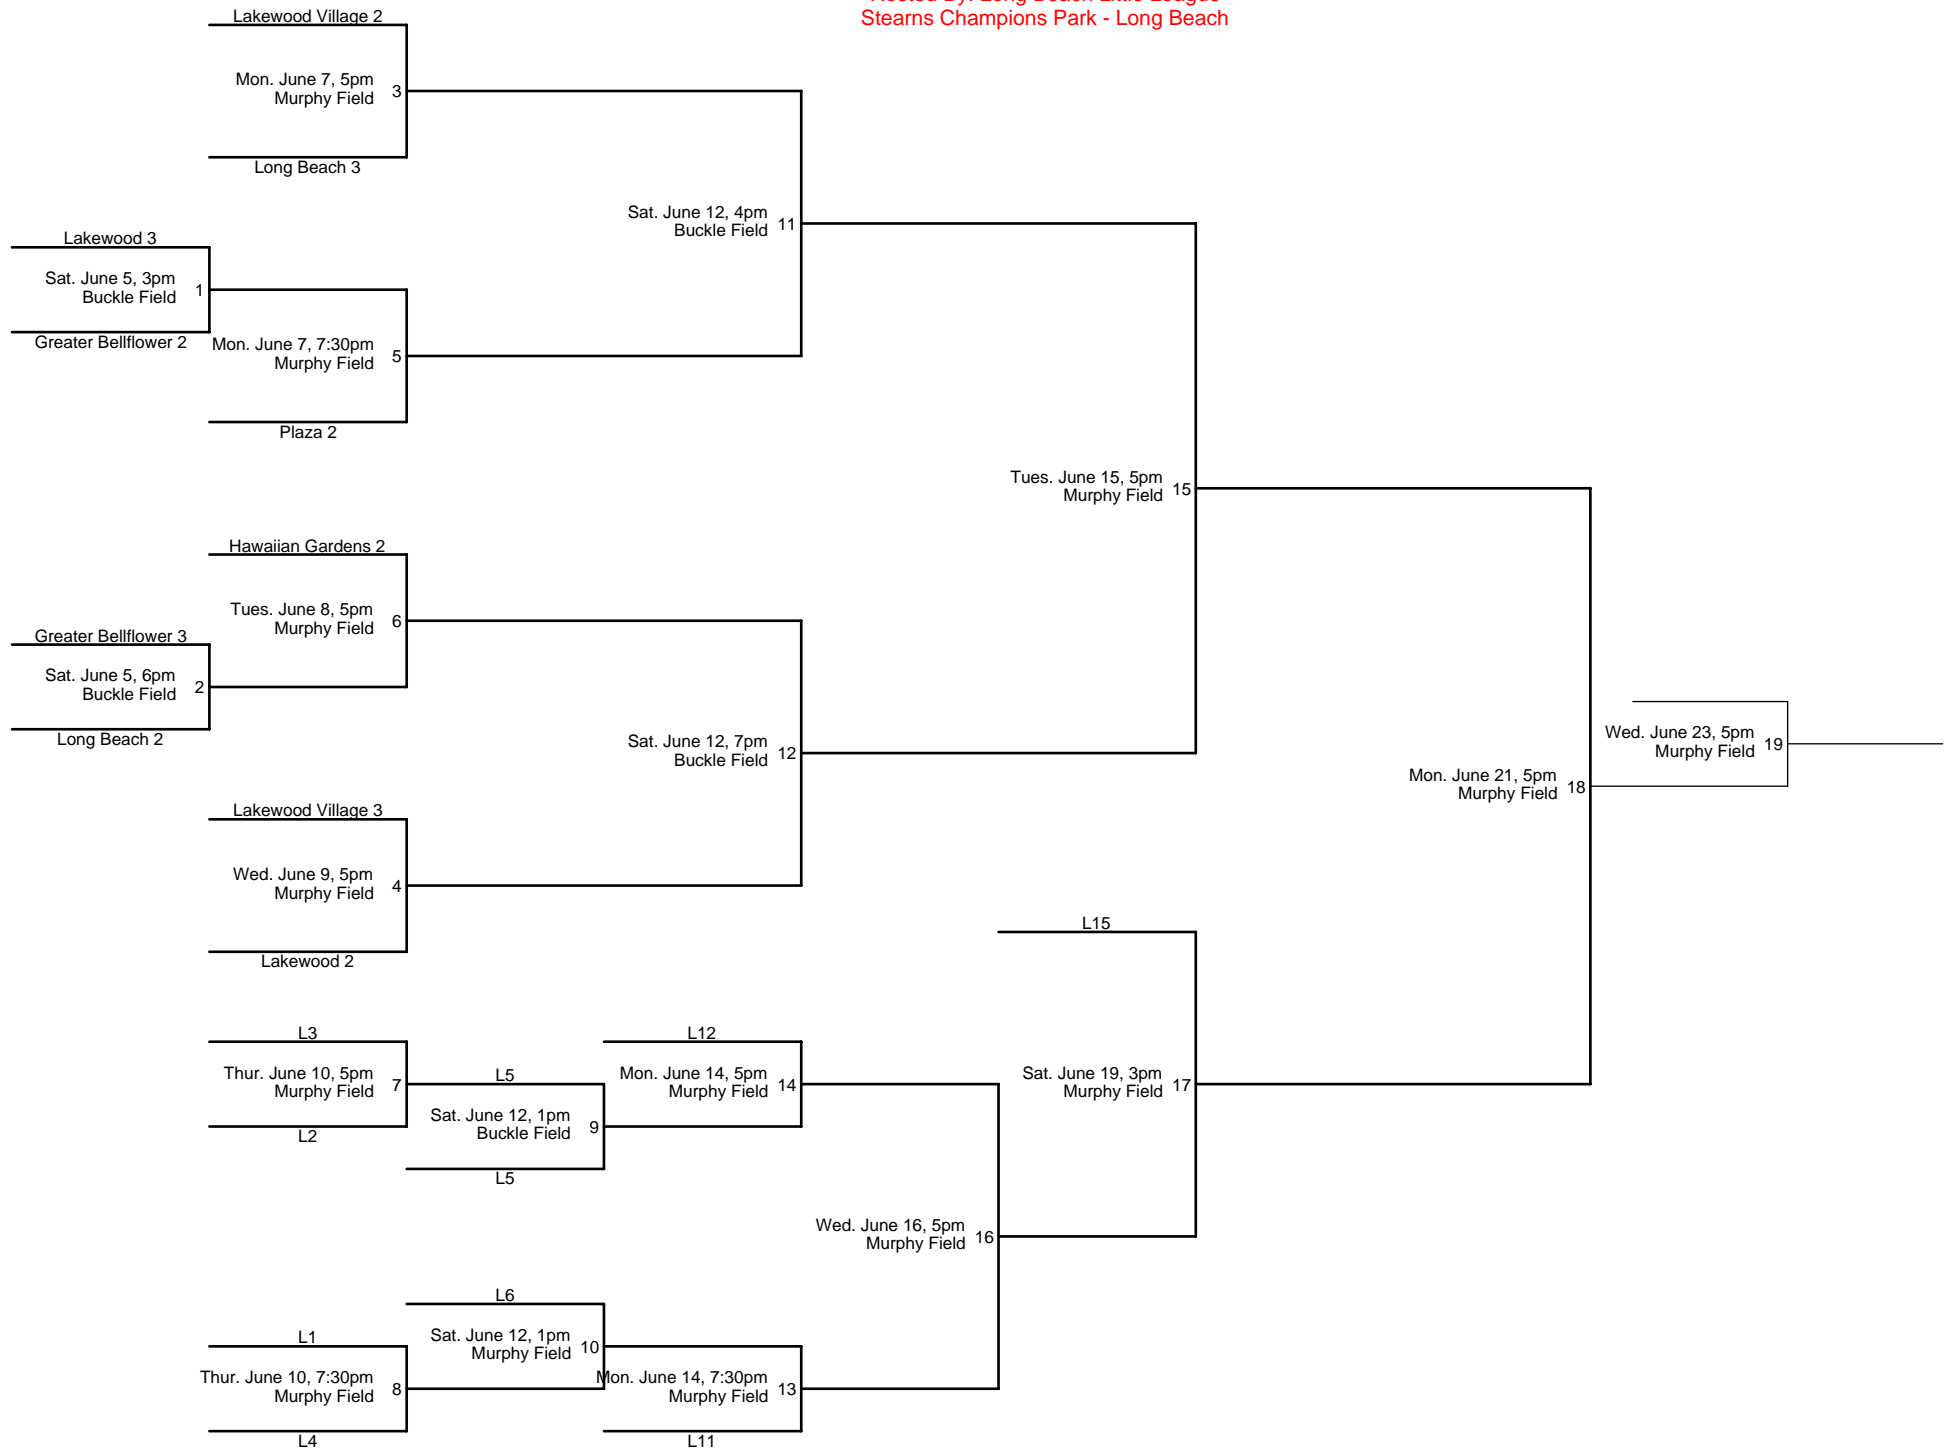 Hosted By: Long Beach Little League
Stearns Champions Park - Long Beach
Lakewood Village 2
Mon. June 7, 5pm
Murphy Field
3
Long Beach 3
Sat. June 12, 4pm
Buckle Field
11
Lakewood 3
Sat. June 5, 3pm
Buckle Field
1
Greater Bellflower 2
Mon. June 7, 7:30pm
Murphy Field
5
Plaza 2
Tues. June 15, 5pm
Murphy Field
15
Hawaiian Gardens 2
Tues. June 8, 5pm
Murphy Field
6
Greater Bellflower 3
Sat. June 5, 6pm
Buckle Field
2
Long Beach 2
Sat. June 12, 7pm
Buckle Field
12
Wed. June 23, 5pm
Murphy Field
19
Mon. June 21, 5pm
Murphy Field
18
Lakewood Village 3
Wed. June 9, 5pm
Murphy Field
4
Lakewood 2
L15
L3
Thur. June 10, 5pm
Murphy Field
7
L2
L5
Sat. June 12, 1pm
Buckle Field
9
L5
L12
Mon. June 14, 5pm
Murphy Field
14
Sat. June 19, 3pm
Murphy Field
17
Wed. June 16, 5pm
Murphy Field
16
L6
Sat. June 12, 1pm
Murphy Field
10
L1
Thur. June 10, 7:30pm
Murphy Field
8
L4
Mon. June 14, 7:30pm
Murphy Field
13
L11